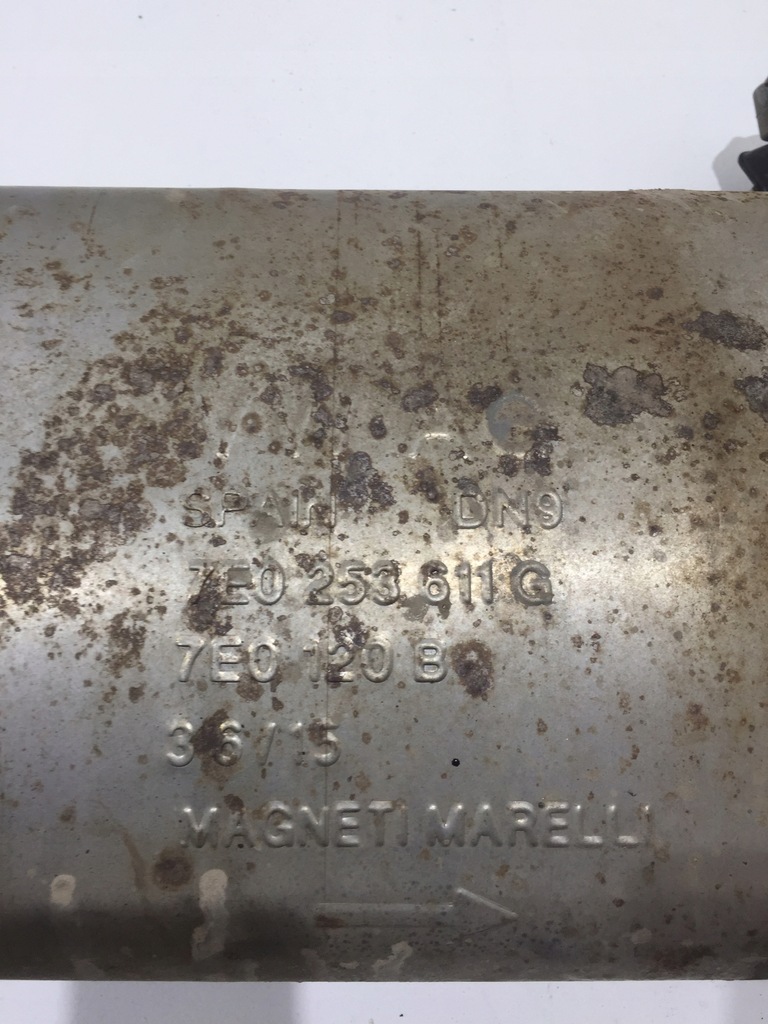 SPAIN DN9
7E0 253 611 G
7E0 120 B
36/15
MAGNETI MARELLI